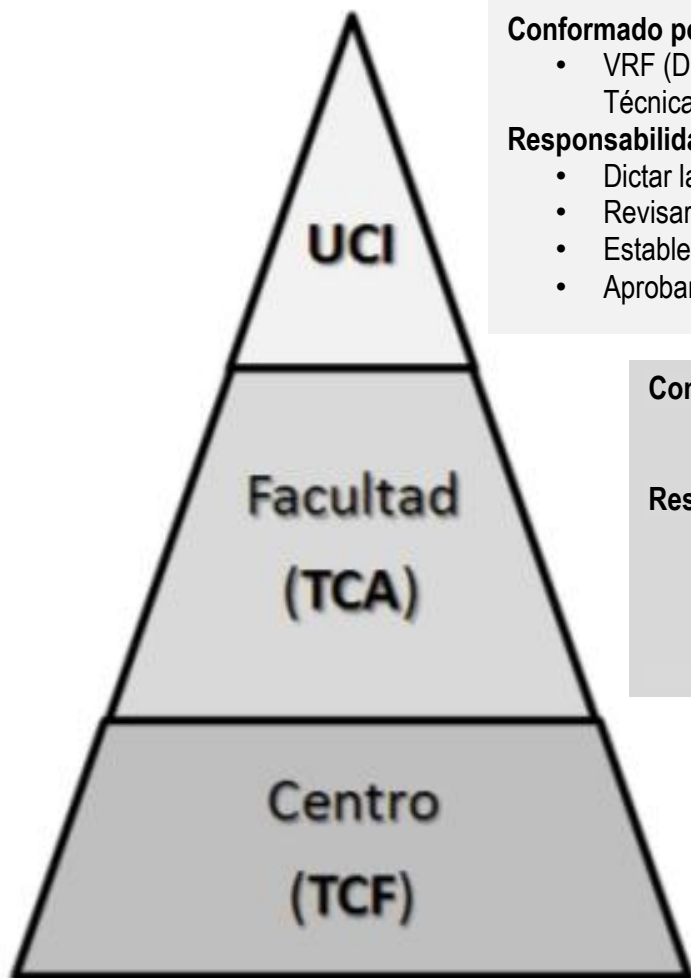 Conformado po
• VRF (D
Técnica
Responsabilida
• Dictar la
• Revisar
• Estable
• Aprobar
UCI
Con
Res
Facultad
(TCA)
Centro
(TCF)